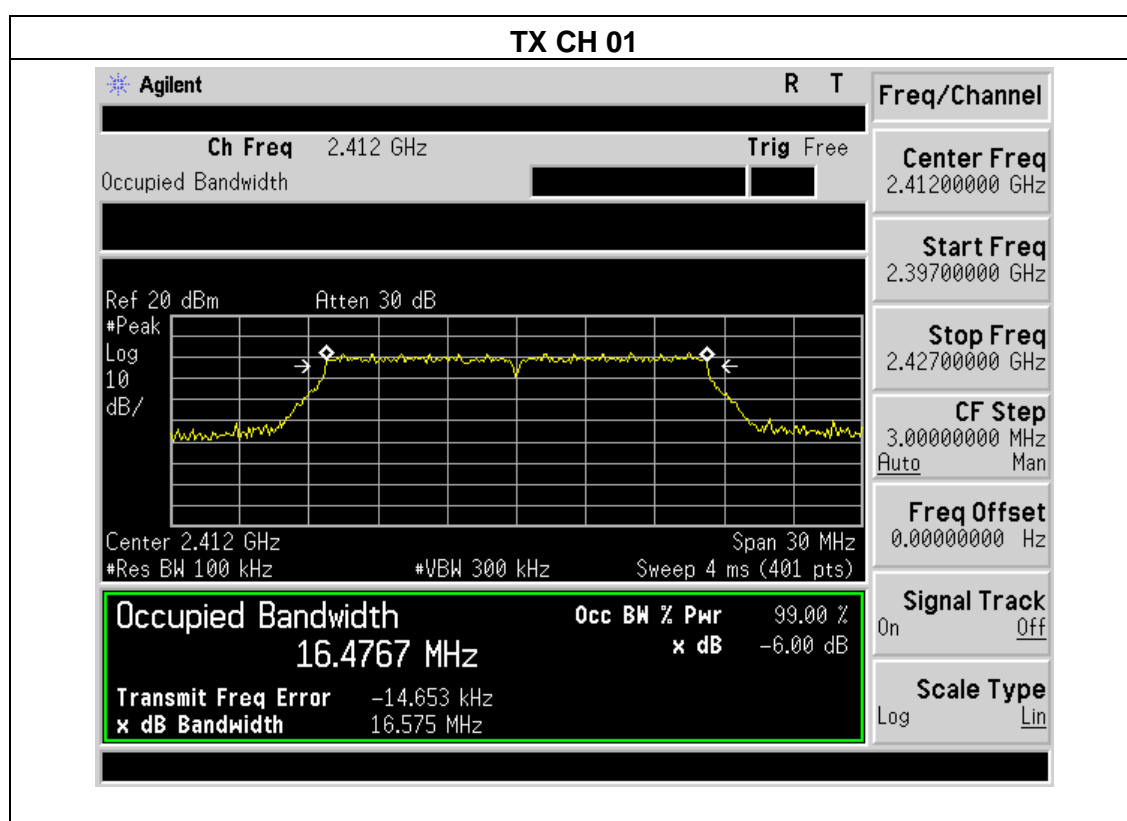 TX CH 01
Agilent
R T
Ch Freq 2.412 GHz
Trig Free
Occupied Bandwidth
Ref 20 dBm
Atten 30 dB
#Peak
Log
10
dB/
Center 2.412 GHz
Span 30 MHz
#Res BW 100 kHz
#VBW 300 kHz
Sweep 4 ms (401 pts)
Occupied Bandwidth
16.4767 MHz
Occ BW % Pwr 99.00 %
x dB -6.00 dB
Transmit Freq Error -14.653 kHz
x dB Bandwidth 16.575 MHz
Freq/Channel
Center Freq
2.41200000 GHz
Start Freq
2.39700000 GHz
Stop Freq
2.42700000 GHz
CF Step
3.00000000 MHz
Auto Man
Freq Offset
0.00000000 Hz
Signal Track
On Off
Scale Type
Log Lin